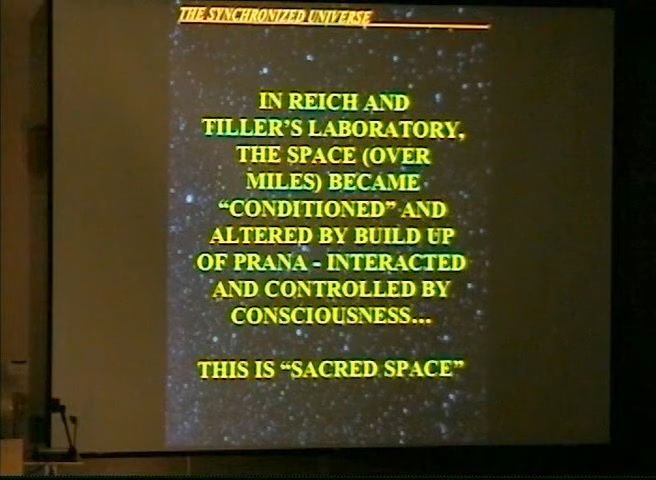 THE SYNCHRONIZED UNIVERSE
IN REICH AND
TILLER'S LABORATORY,
THE SPACE (OVER
MILES) BECAME
“CONDITIONED” AND
ALTERED BY BUILD UP
OF PRANA - INTERACTED
AND CONTROLLED BY
CONSCIOUSNESS...
THIS IS “SACRED SPACE”